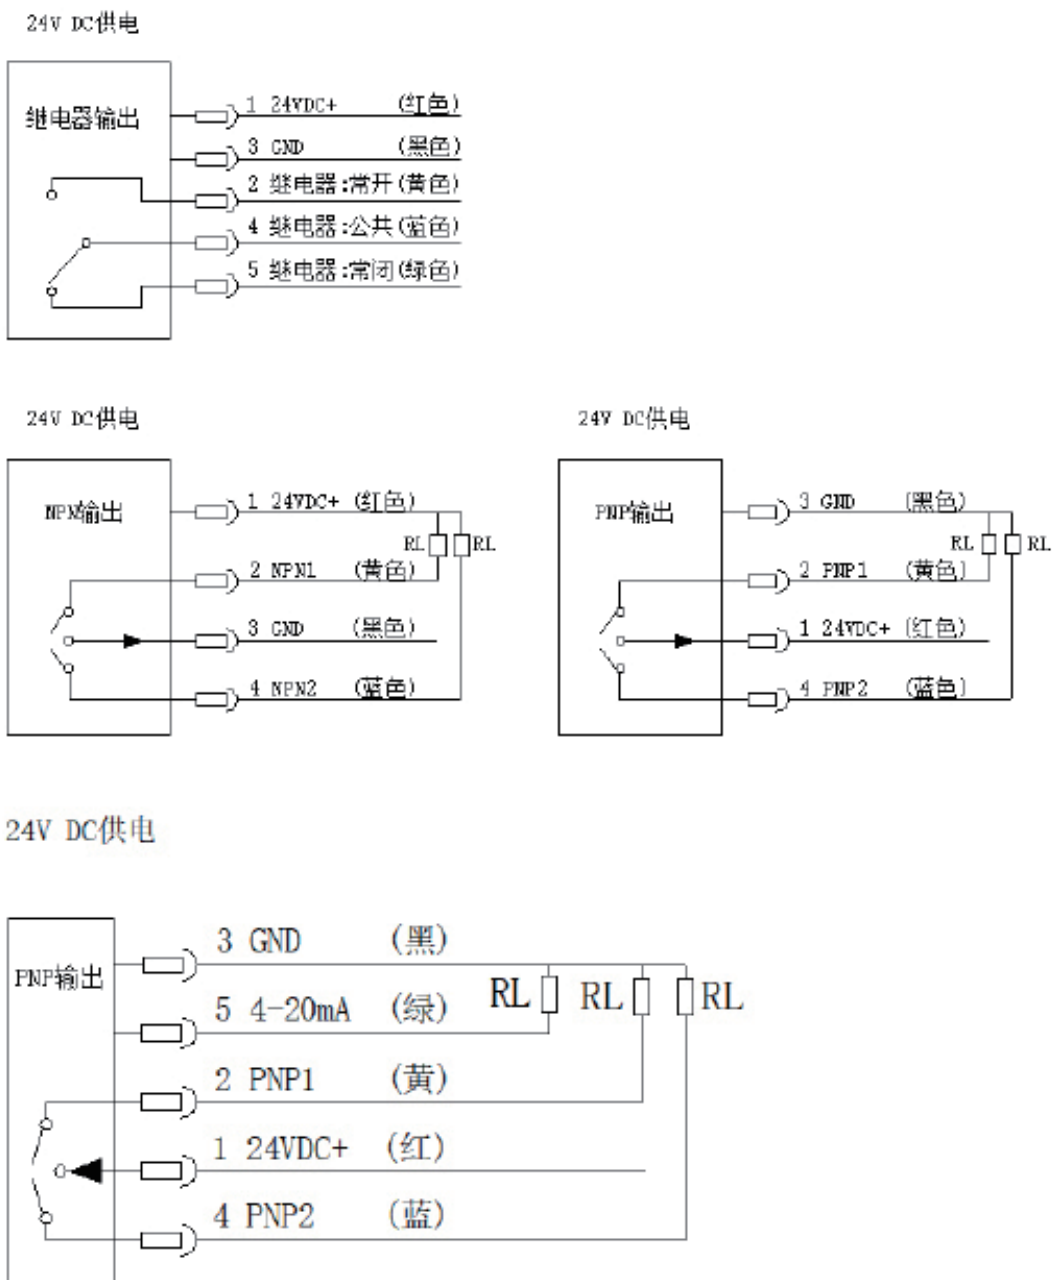 24V DC供电
继电器输出
1 24VDC+ (红色)
3 GND (黑色)
2 继电器:常开(黄色)
4 继电器:公共(蓝色)
5 继电器:常闭(绿色)
24V DC供电
NPN输出
1 24VDC+ (红色)
RL RL
2 NPN1 (黄色)
3 GND (黑色)
4 NPN2 (蓝色)
24V DC供电
PNP输出
3 GND (黑色)
RL RL
2 PNP1 (黄色)
1 24VDC+ (红色)
4 PNP2 (蓝色)
24V DC供电
PNP输出
3 GND (黑)
RL RL RL
5 4-20mA (绿)
2 PNP1 (黄)
1 24VDC+ (红)
4 PNP2 (蓝)